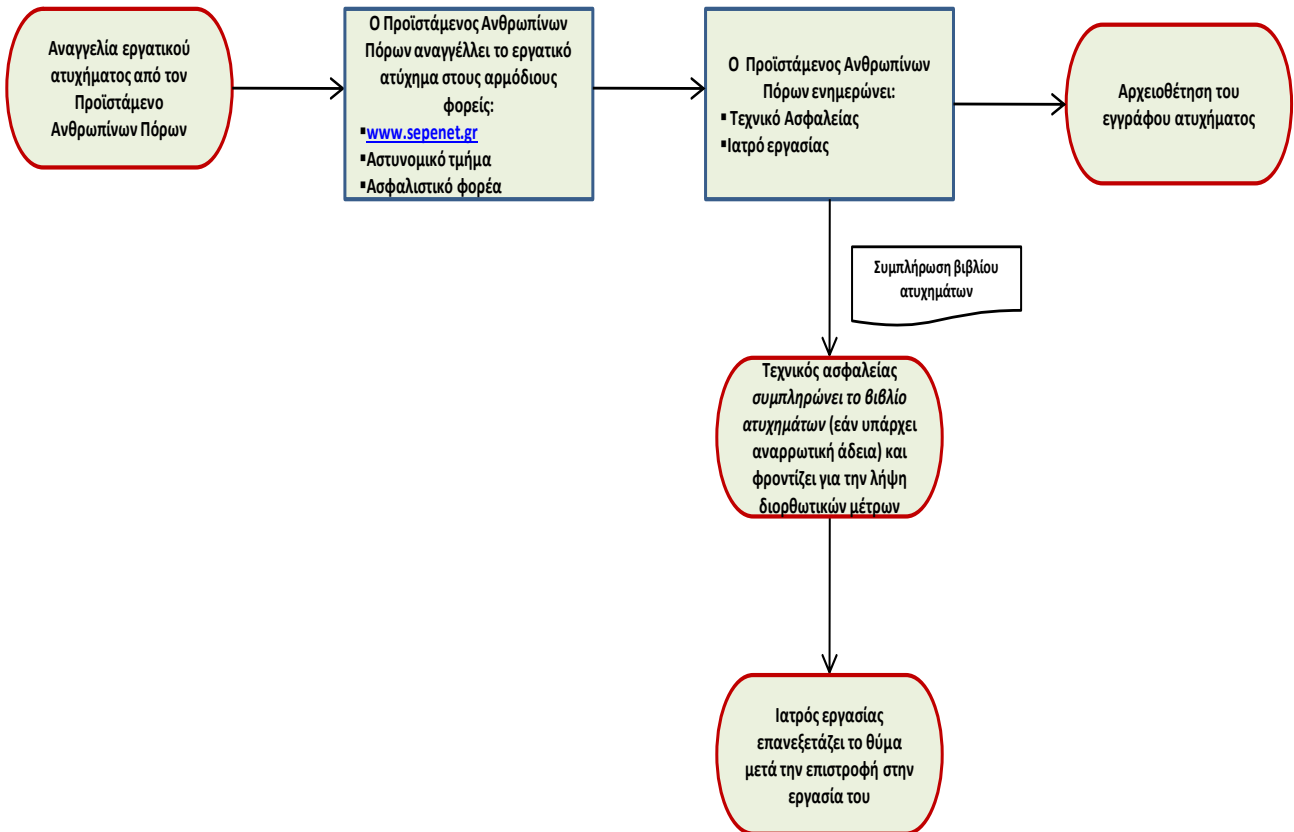 Αναγγελία εργατικού
ατυχήματος από τον
Προϊστάμενο
Ανθρωπίνων Πόρων
Ο Προϊστάμενος Ανθρωπίνων
Πόρων αναγγέλλει το εργατικό
ατύχημα στους αρμόδιους
φορείς:
▪www.sepenet.gr
▪Αστυνομικό τμήμα
▪Ασφαλιστικό φορέα
Ο Προϊστάμενος Ανθρωπίνων
Πόρων ενημερώνει:
▪ Τεχνικό Ασφαλείας
▪Ιατρό εργασίας
Αρχειοθέτηση του
εγγράφου ατυχήματος
Συμπλήρωση βιβλίου
ατυχημάτων
Τεχνικός ασφαλείας
συμπληρώνει το βιβλίο
ατυχημάτων (εάν υπάρχει
αναρρωτική άδεια) και
φροντίζει για την λήψη
διορθωτικών μέτρων
Ιατρός εργασίας
επανεξετάζει το θύμα
μετά την επιστροφή στην
εργασία του